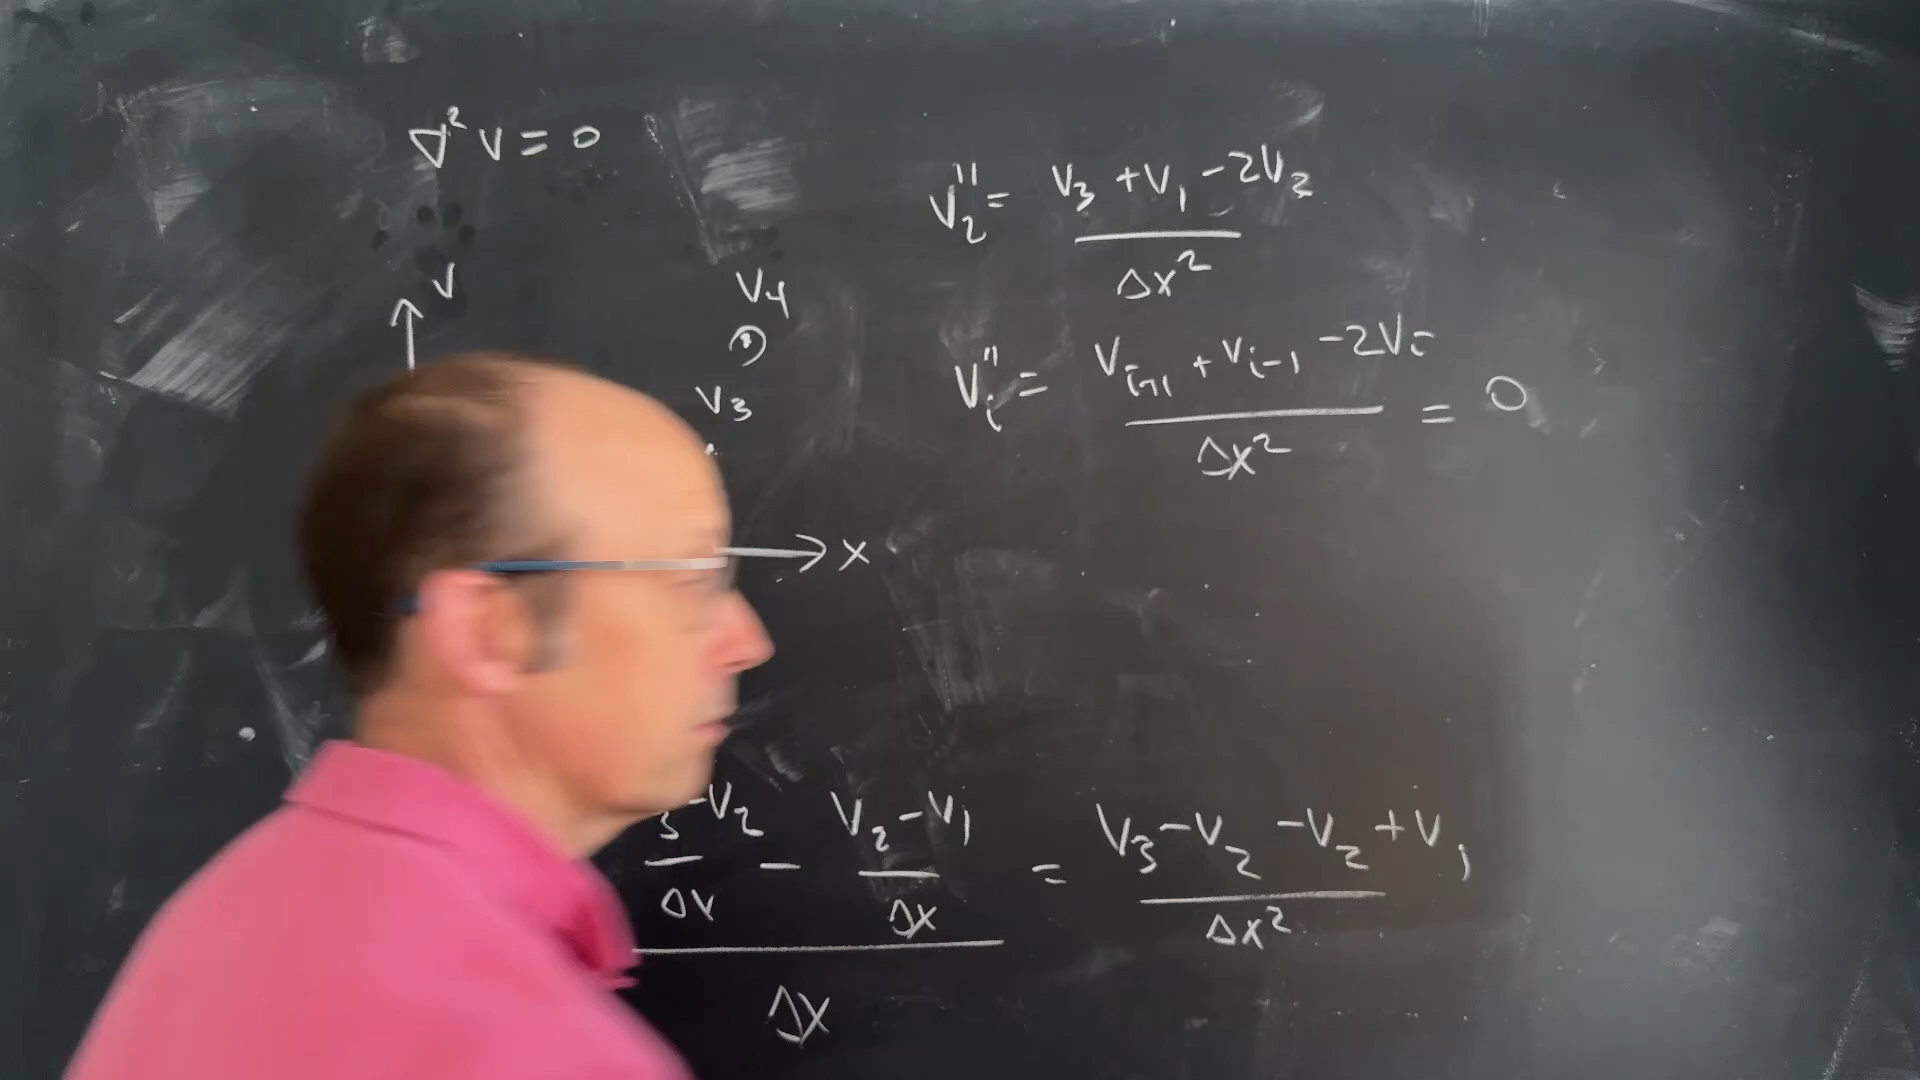 ∇²V = 0
V₂'' = (V₃ + V₁ - 2V₂) / Δx²
V
V₄
Vᵢ'' = (Vᵢ₊₁ + Vᵢ₋₁ - 2Vᵢ) / Δx² = 0
V₃
x
₃ - V₂ / Δx - (V₂ - V₁) / Δx = (V₃ - V₂ - V₂ + V₁) / Δx²
Δx